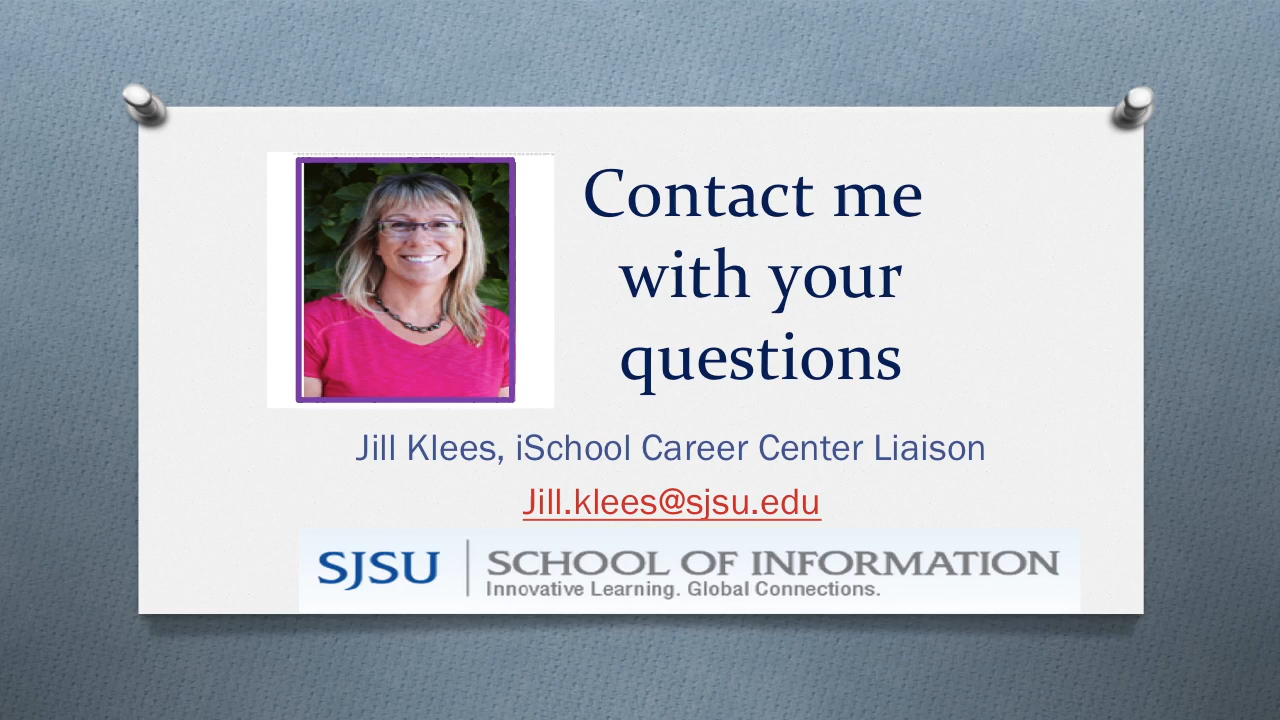 Contact me
with your
questions
Jill Klees, iSchool Career Center Liaison
Jill.klees@sjsu.edu
SJSU | SCHOOL OF INFORMATION
Innovative Learning. Global Connections.